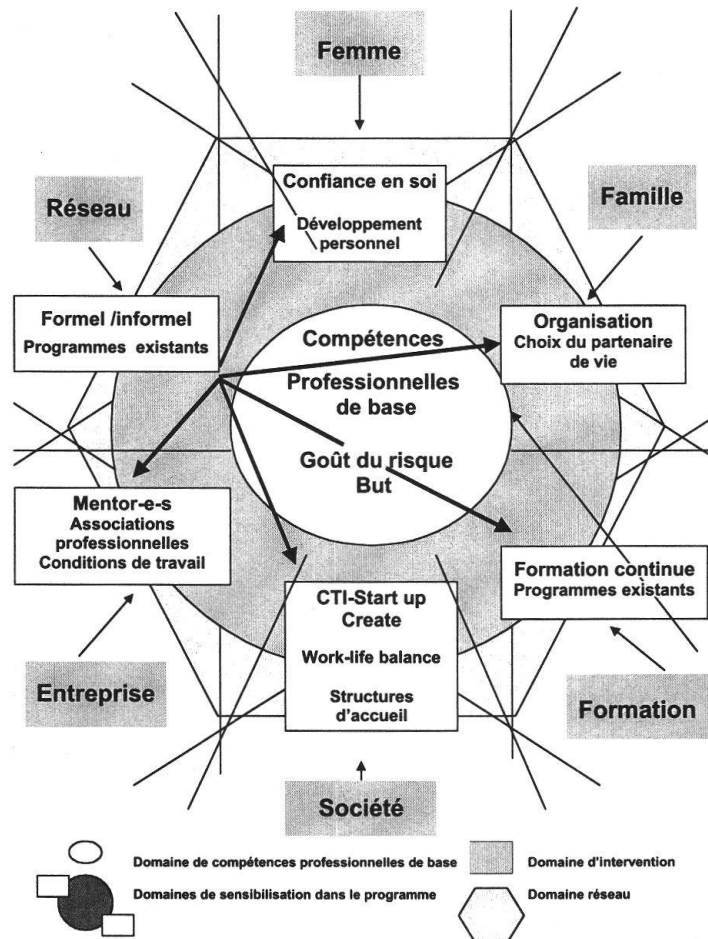 Femme
Confiance en soi
Développement
personnel
Réseau
Famille
Formel /informel
Programmes existants
Organisation
Choix du partenaire
de vie
Compétences
Professionnelles
de base
Goût du risque
But
Mentor-e-s
Associations
professionnelles
Conditions de travail
Formation continue
Programmes existants
CTI-Start up
Create
Work-life balance
Structures
d'accueil
Entreprise
Formation
Société
Domaine de compétences professionnelles de base
Domaine d'intervention
Domaines de sensibilisation dans le programme
Domaine réseau